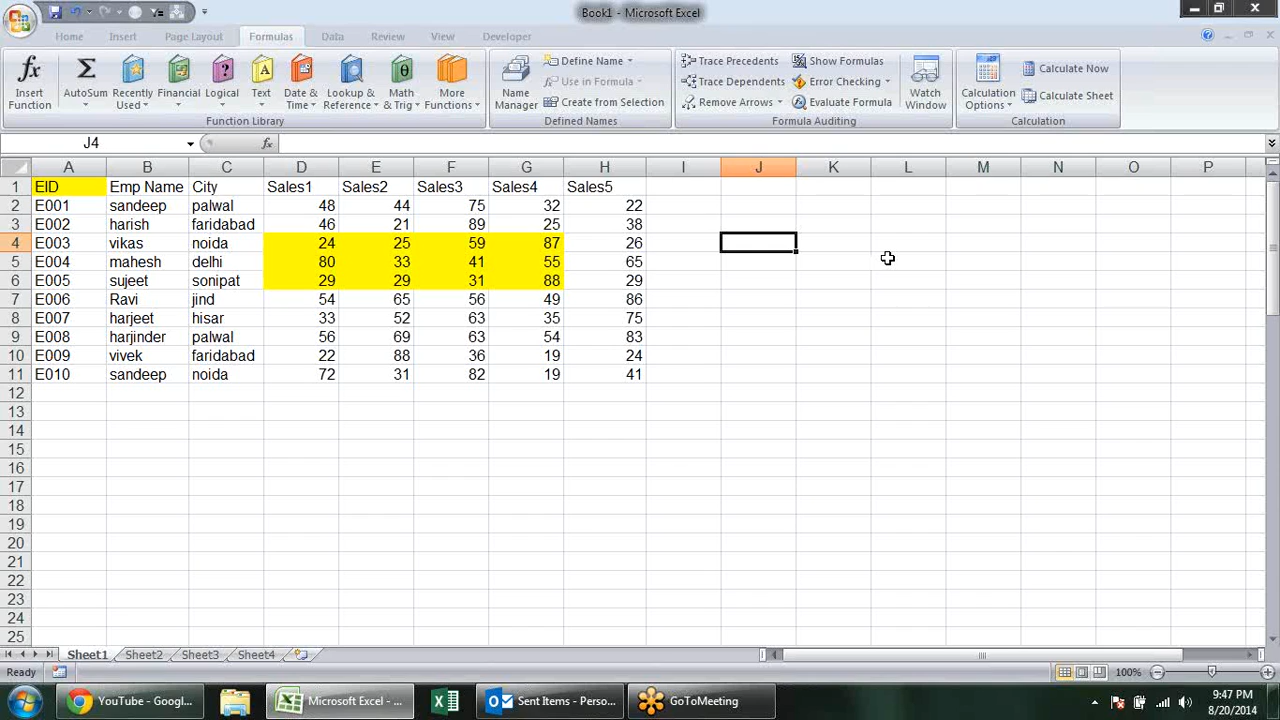 Book1 - Microsoft Excel
Home Insert Page Layout Formulas Data Review View Developer
Insert Function
AutoSum
Recently Used
Financial
Logical
Text
Date & Time
Lookup & Reference
Math & Trig
More Functions
Function Library
Name Manager
Define Name
Use in Formula
Create from Selection
Defined Names
Trace Precedents
Trace Dependents
Remove Arrows
Show Formulas
Error Checking
Evaluate Formula
Formula Auditing
Watch Window
Calculation Options
Calculate Now
Calculate Sheet
Calculation
J4 fx
A B C D E F G H I J K L M N O P
1 EID Emp Name City Sales1 Sales2 Sales3 Sales4 Sales5
2 E001 sandeep palwal 48 44 75 32 22
3 E002 harish faridabad 46 21 89 25 38
4 E003 vikas noida 24 25 59 87 26
5 E004 mahesh delhi 80 33 41 55 65
6 E005 sujeet sonipat 29 29 31 88 29
7 E006 Ravi jind 54 65 56 49 86
8 E007 harjeet hisar 33 52 63 35 75
9 E008 harjinder palwal 56 69 63 54 83
10 E009 vivek faridabad 22 88 36 19 24
11 E010 sandeep noida 72 31 82 19 41
12
13
14
15
16
17
18
19
20
21
22
23
24
25
Sheet1 Sheet2 Sheet3 Sheet4
Ready 100%
YouTube - Googl... Microsoft Excel - ... Sent Items - Perso... GoToMeeting
9:47 PM
8/20/2014